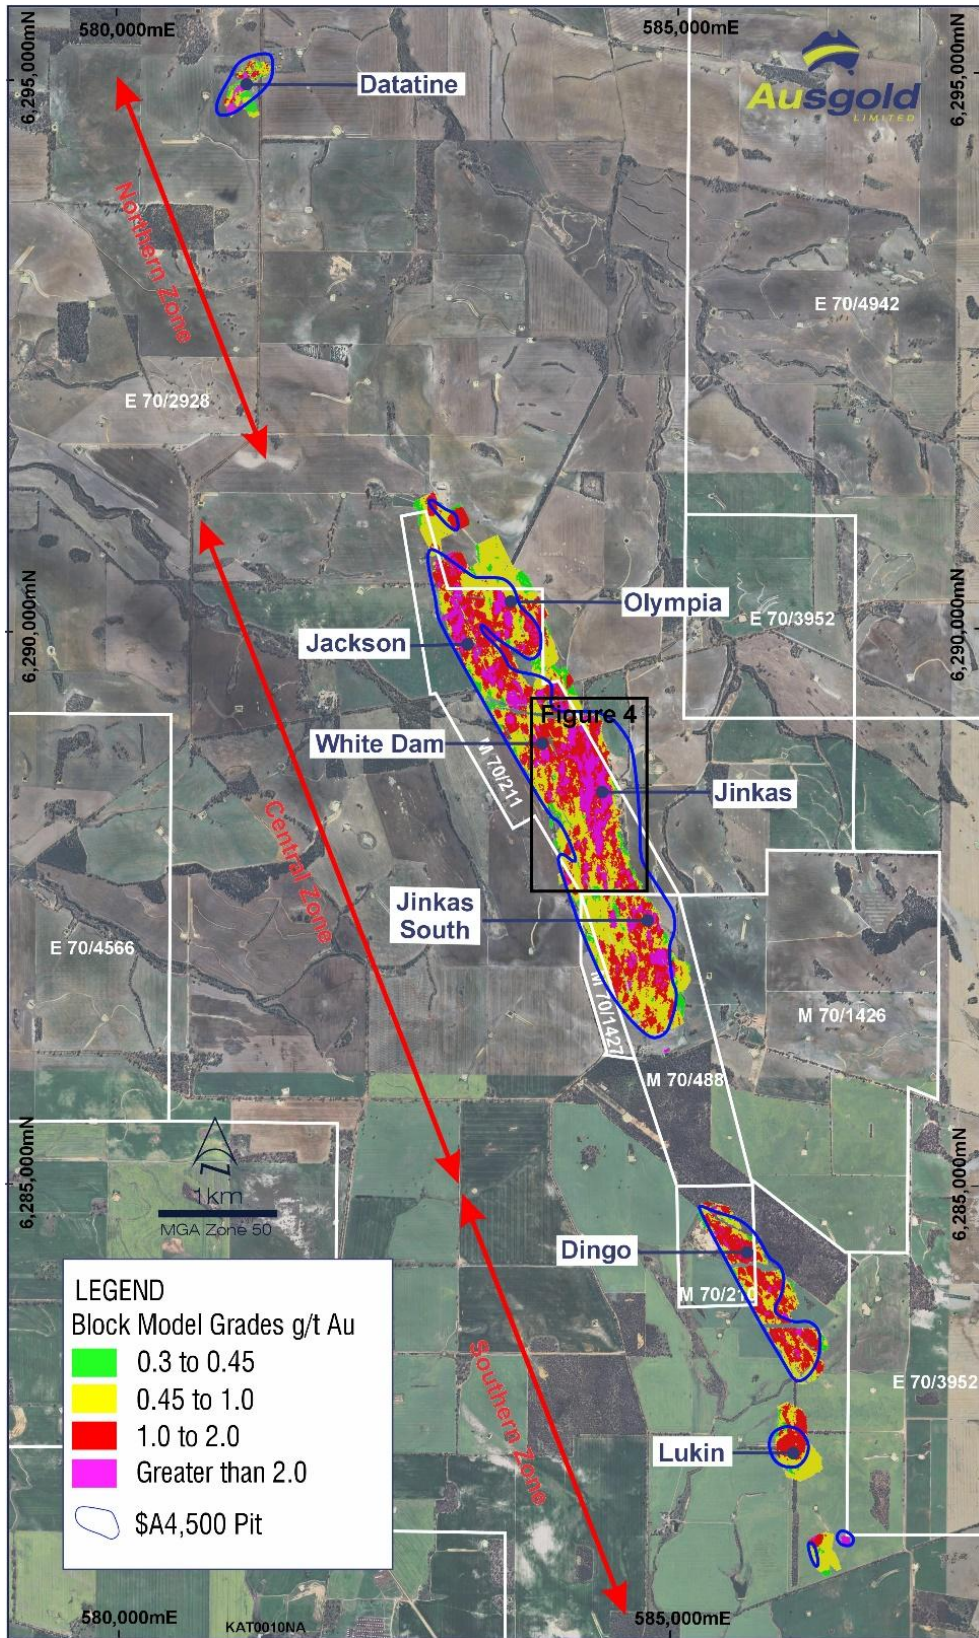 580,000mE
585,000mE
6,295,000mN
6,295,000mN
Ausgold
LIMITED
Datatine
Northern Zone
E 70/4942
E 70/2928
Olympia
E 70/3952
6,290,000mN
6,290,000mN
Jackson
Figure 4
White Dam
M 70/211
Jinkas
Central Zone
Jinkas
South
E 70/4566
M 70/1427
M 70/1426
M 70/488
6,285,000mN
6,285,000mN
Z
1km
MGA Zone 50
Dingo
M 70/210
LEGEND
Block Model Grades g/t Au
0.3 to 0.45
0.45 to 1.0
1.0 to 2.0
Greater than 2.0
$A4,500 Pit
Southern Zone
E 70/3952
Lukin
580,000mE
KAT0010NA
585,000mE